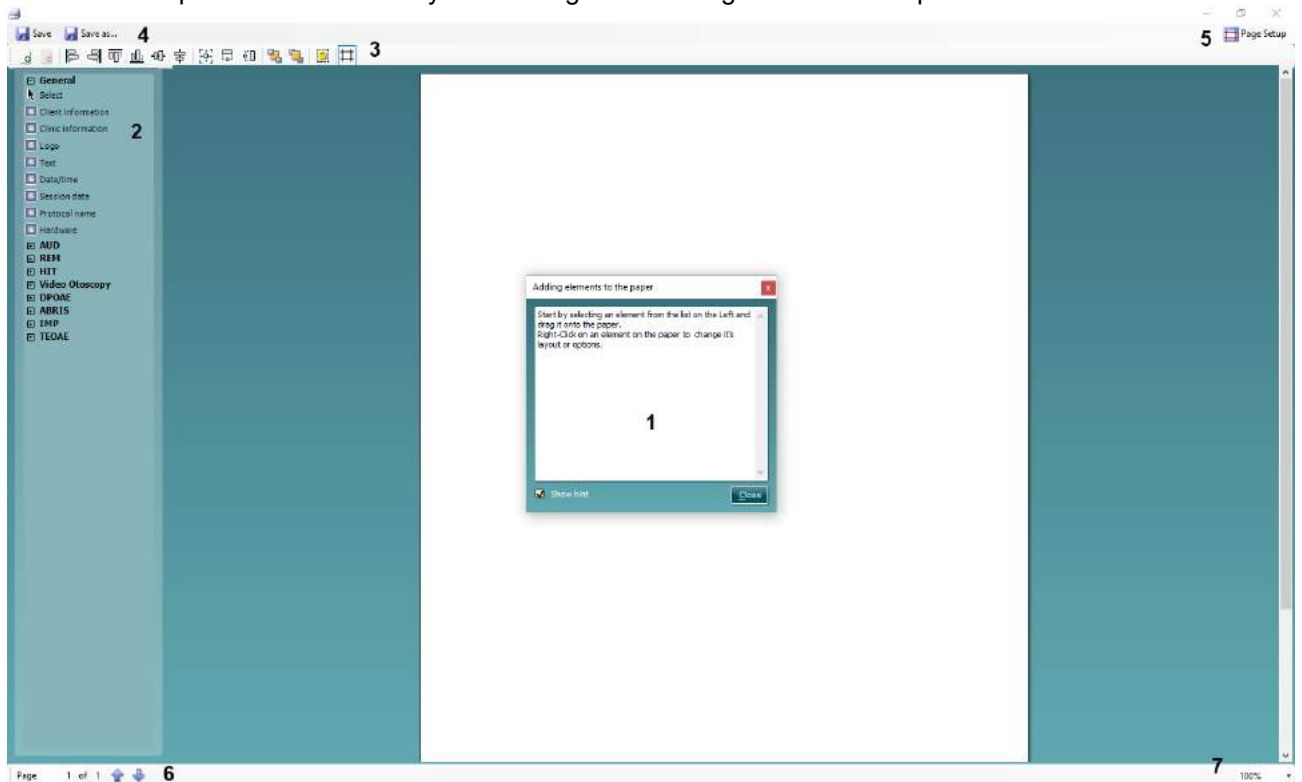 Save Save as... 4
5 Page Setup
3
General
Select
Client information
Clinic information
2
Logo
Text
Data/time
Session date
Protocol name
Hardware
AUD
REM
HIT
Video Otoscopy
DPOAE
ABRIS
IMP
TEOAE
Adding elements to the paper
Start by selecting an element from the list on the Left and
drag it onto the paper.
Right-Click on an element on the paper to change it's
layout or options.
1
Show hint
Close
Page 1 of 1 6
7
100%